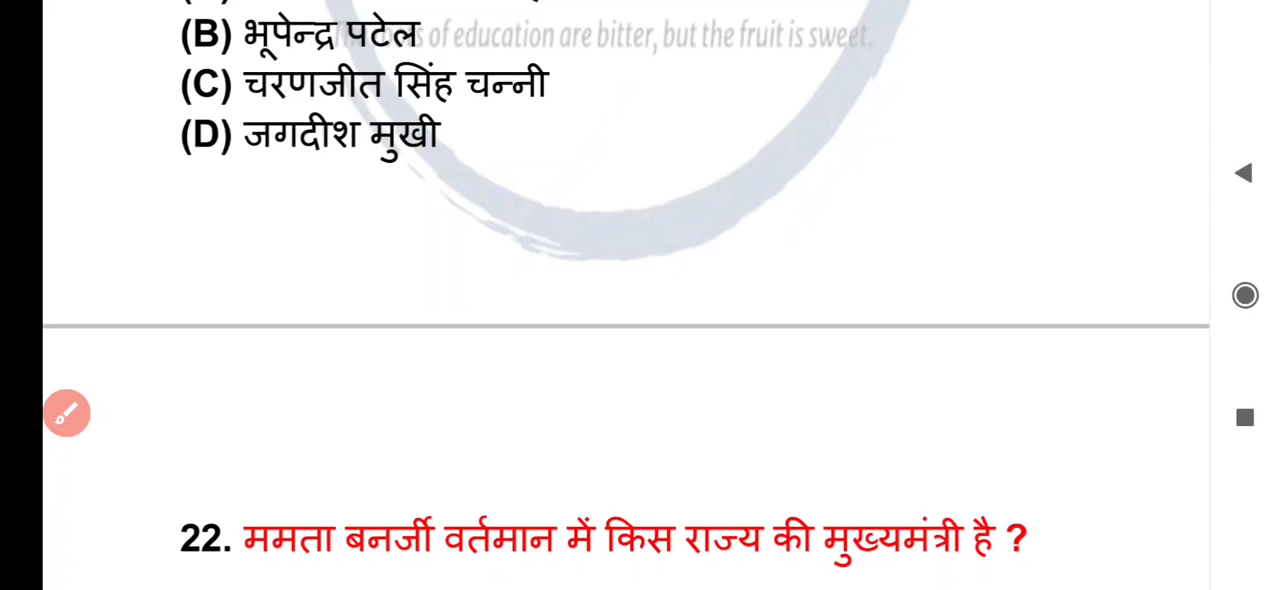 (B) भूपेन्द्र पटेल of education are bitter, but the fruit is sweet.
(C) चरणजीत सिंह चन्नी
(D) जगदीश मुखी
22. ममता बनर्जी वर्तमान में किस राज्य की मुख्यमंत्री है ?